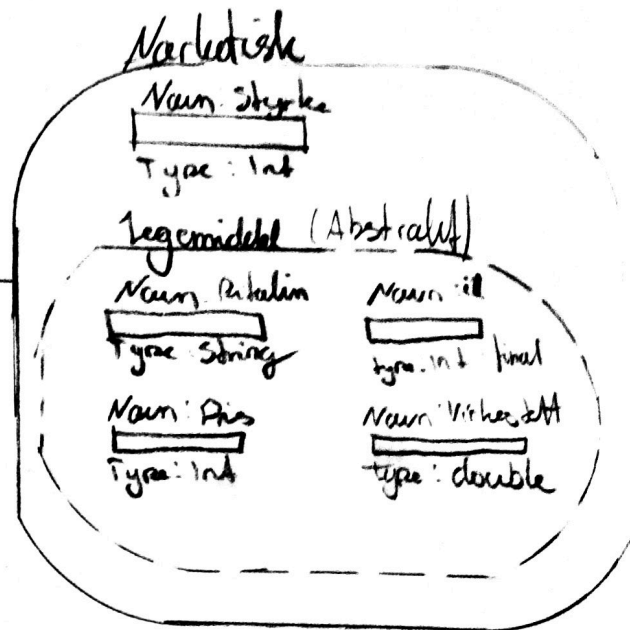 Narkotisk
Navn: Styrke
Type: Int
Legemiddel (Abstrakt)
Navn: Ritalin
Type: String
Navn: id
type: int final
Navn: Pris
Type: Int
Navn: Virkestoff
type: double